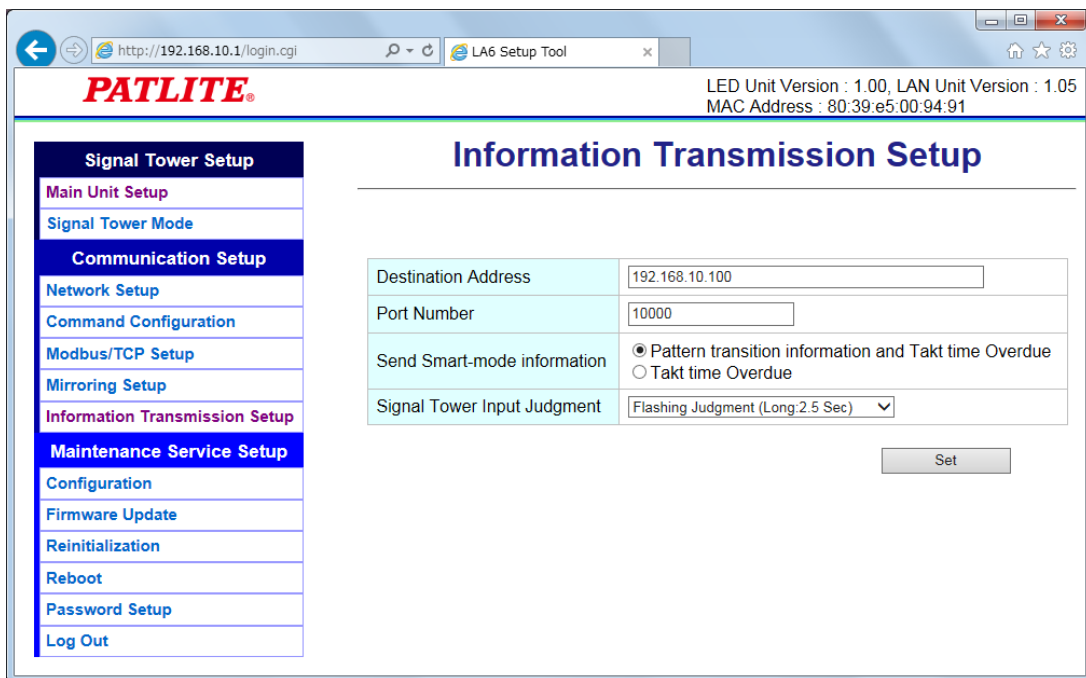 http://192.168.10.1/login.cgi
LA6 Setup Tool
PATLITE®
LED Unit Version : 1.00, LAN Unit Version : 1.05
MAC Address : 80:39:e5:00:94:91
Signal Tower Setup
Main Unit Setup
Signal Tower Mode
Communication Setup
Network Setup
Command Configuration
Modbus/TCP Setup
Mirroring Setup
Information Transmission Setup
Maintenance Service Setup
Configuration
Firmware Update
Reinitialization
Reboot
Password Setup
Log Out
Information Transmission Setup
Destination Address 192.168.10.100
Port Number 10000
Send Smart-mode information
Pattern transition information and Takt time Overdue
Takt time Overdue
Signal Tower Input Judgment Flashing Judgment (Long:2.5 Sec)
Set